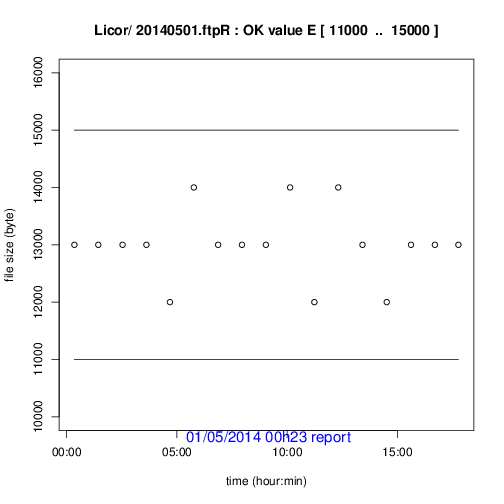 Licor/ 20140501.ftpR : OK value E [ 11000 .. 15000 ]
file size (byte)
16000
15000
14000
13000
12000
11000
10000
01/05/2014 00h23 report
00:00 05:00 10:00 15:00
time (hour:min)